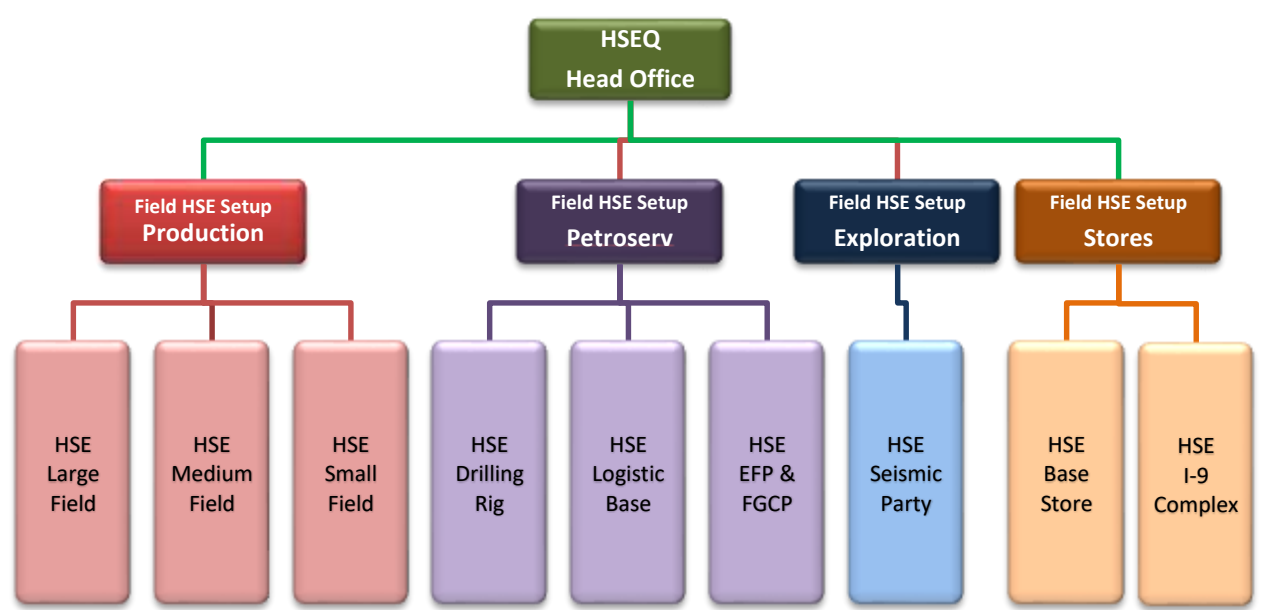 HSEQ
Head Office
Field HSE Setup
Production
Field HSE Setup
Petroserv
Field HSE Setup
Exploration
Field HSE Setup
Stores
HSE
Large
Field
HSE
Medium
Field
HSE
Small
Field
HSE
Drilling
Rig
HSE
Logistic
Base
HSE
EFP &
FGCP
HSE
Seismic
Party
HSE
Base
Store
HSE
I-9
Complex